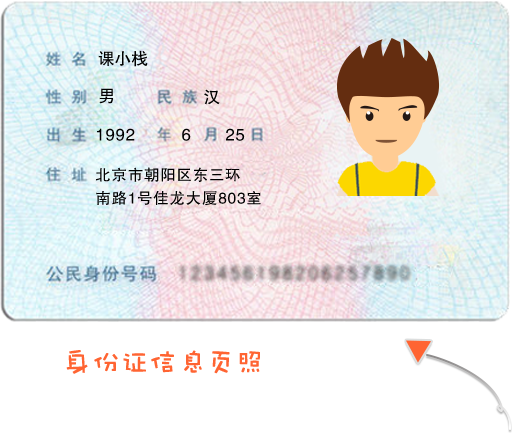 姓 名 课小栈
性 别 男 民 族 汉
出 生 1992 年 6 月 25 日
住 址 北京市朝阳区东三环
南路1号佳龙大厦803室
公民身份号码
身份证信息页照